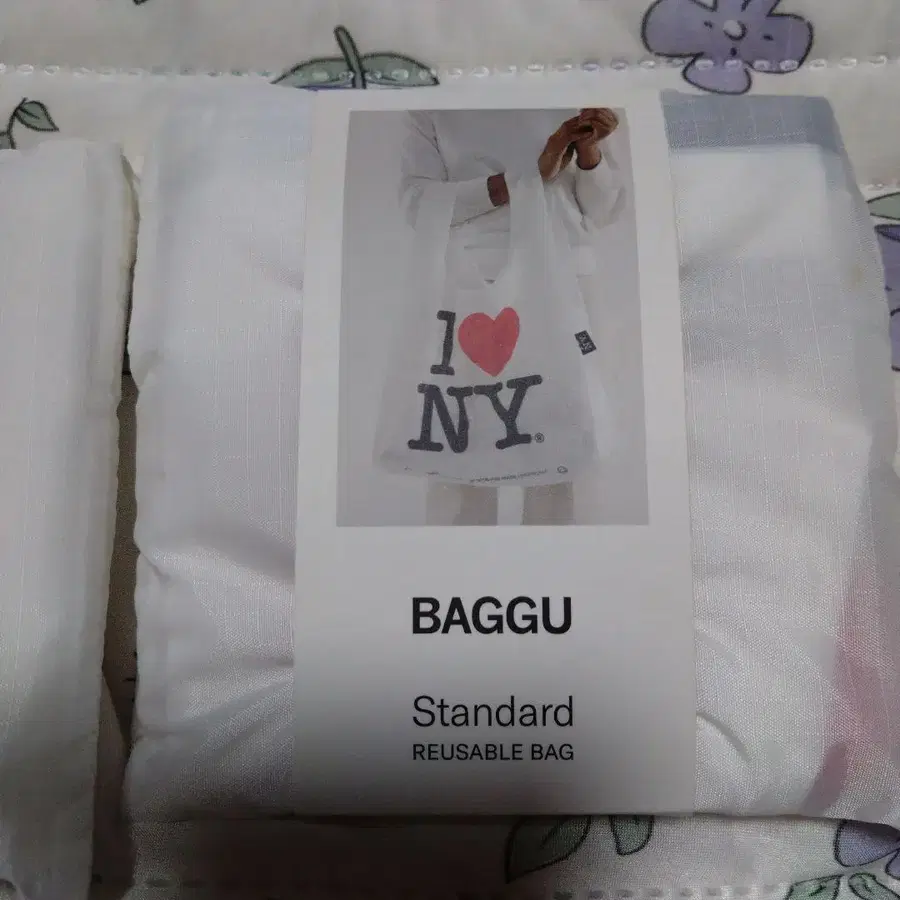 I ♥
NY®
BAGGU
Standard
REUSABLE BAG